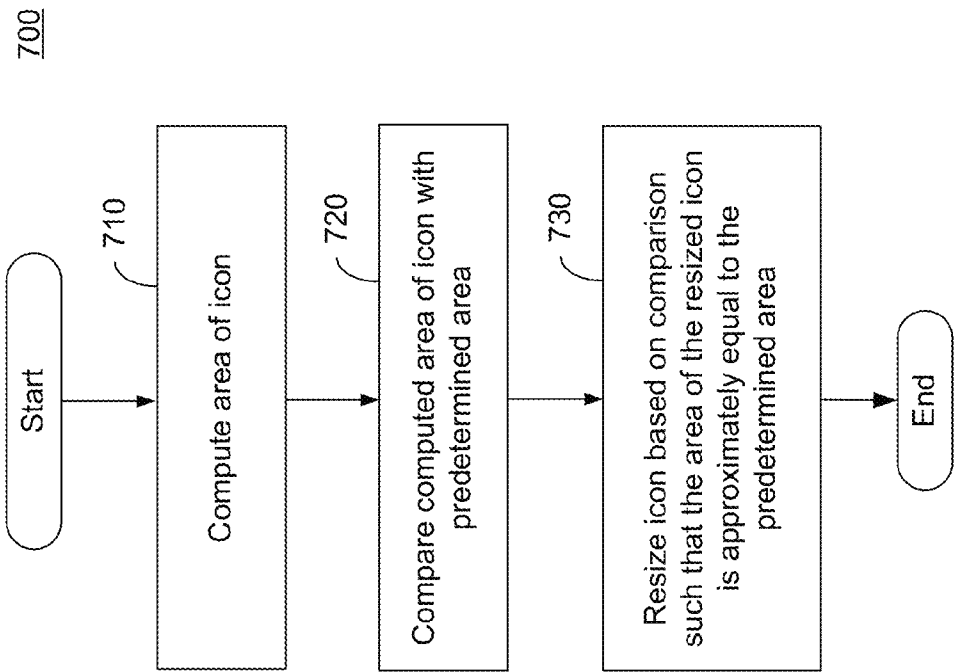 700
Start
710
Compute area of icon
720
Compare computed area of icon with
predetermined area
730
Resize icon based on comparison
such that the area of the resized icon
is approximately equal to the
predetermined area
End